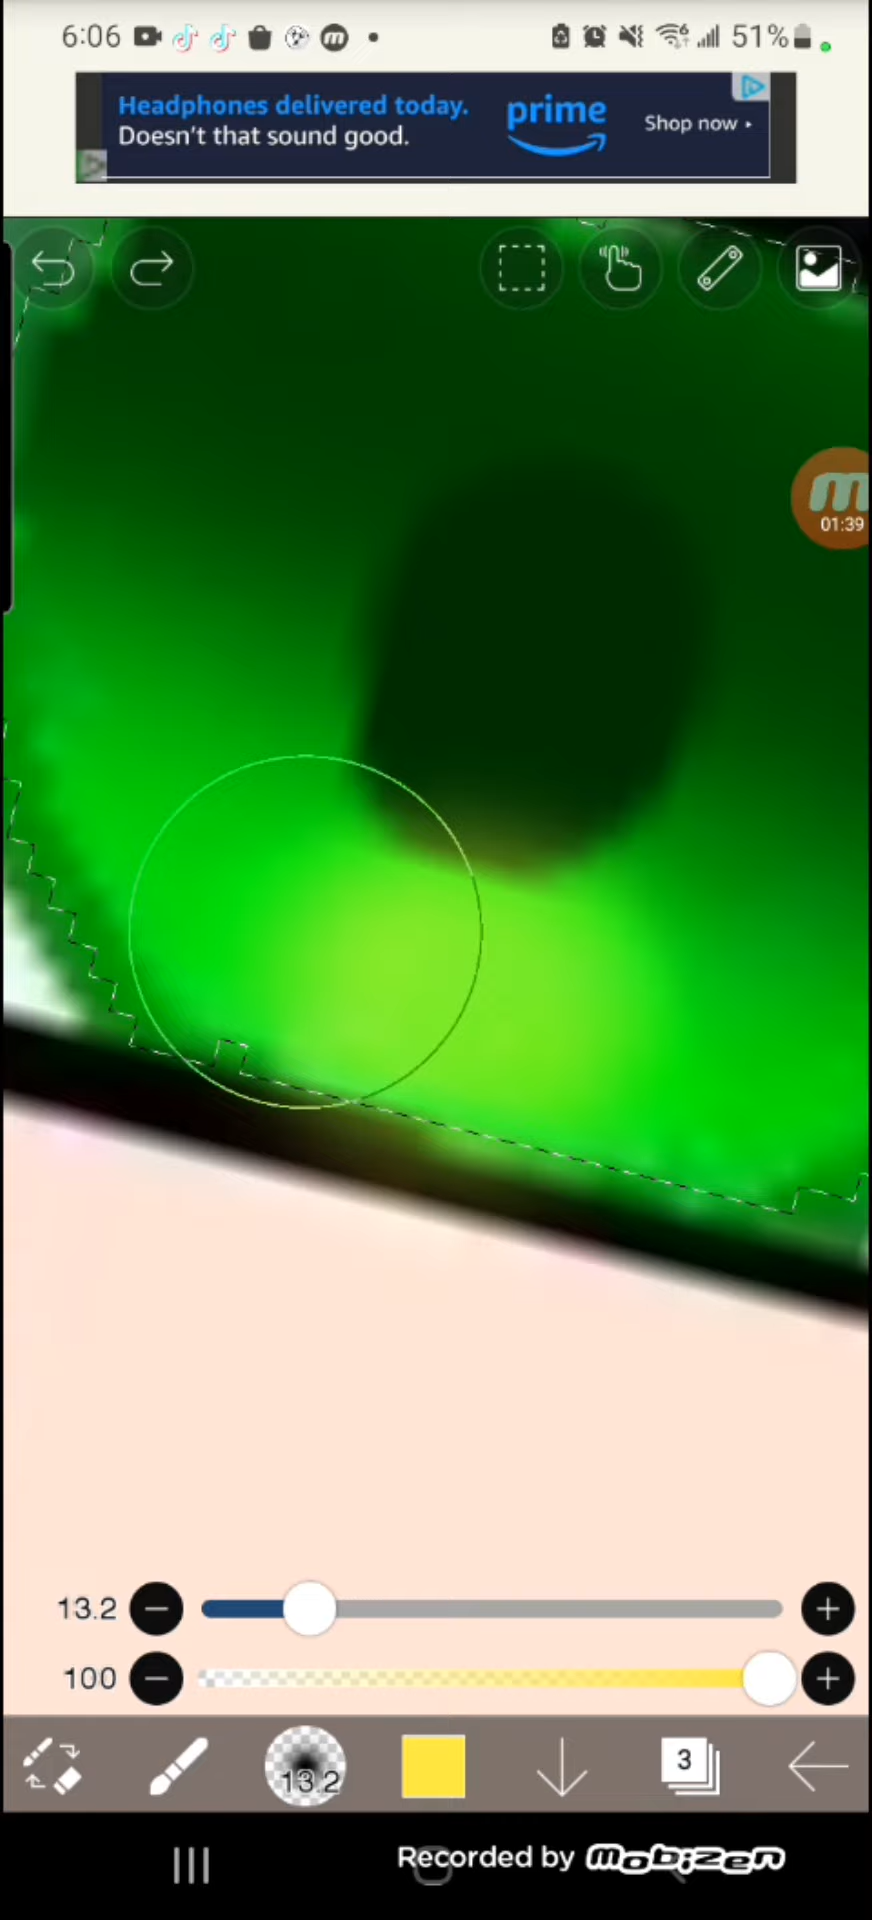 6:06
51%
Headphones delivered today.
Doesn't that sound good.
prime
Shop now
m
01:39
13.2
100
13.2
3
Recorded by mobizen